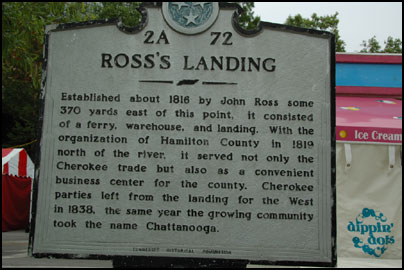 2A 72
ROSS'S LANDING
Established about 1816 by John Ross some
370 yards east of this point, it consisted
of a ferry, warehouse, and landing. With the
organization of Hamilton County in 1819
north of the river, it served not only the
Cherokee trade but also as a convenient
business center for the county. Cherokee
parties left from the landing for the West
in 1838, the same year the growing community
took the name Chattanooga.
TENNESSEE HISTORICAL COMMISSION
Ice Cream
dippin'
dots